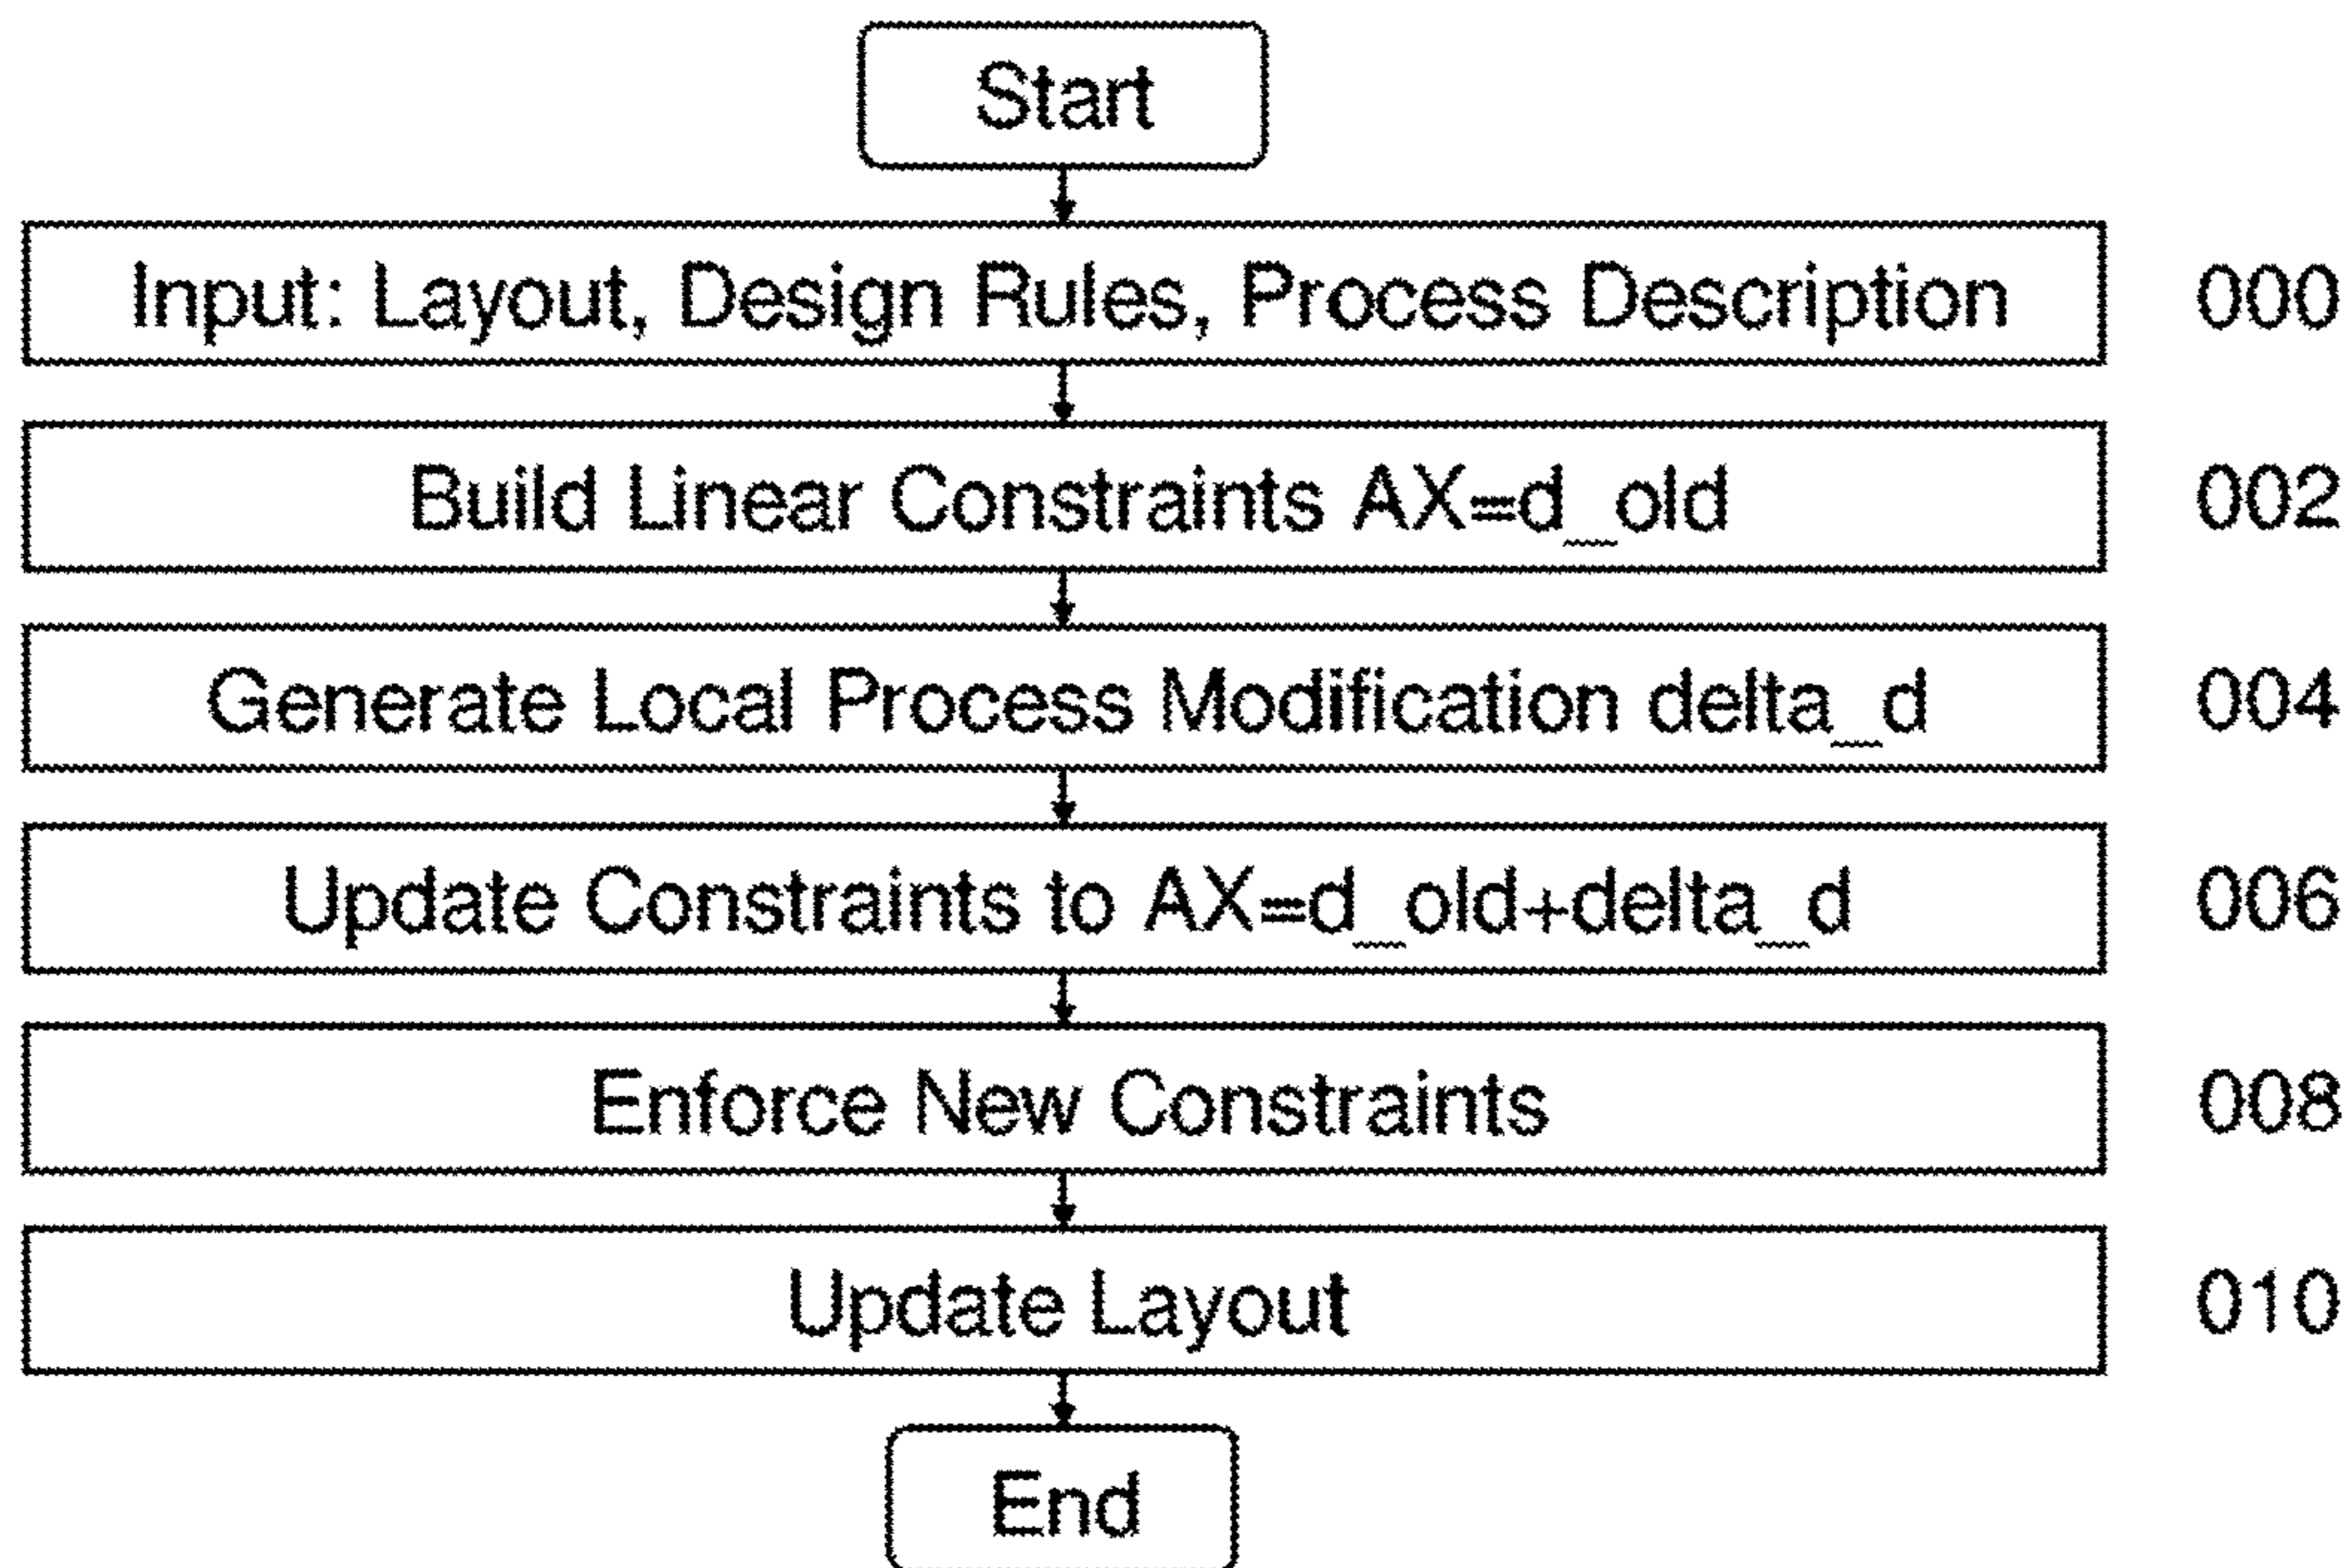 Start
Input: Layout, Design Rules, Process Description 000
Build Linear Constraints AX=d_old 002
Generate Local Process Modification delta_d 004
Update Constraints to AX=d_old+delta_d 006
Enforce New Constraints 008
Update Layout 010
End